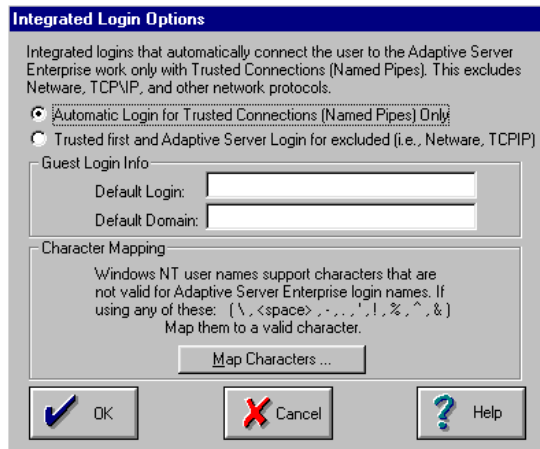 Integrated Login Options
Integrated logins that automatically connect the user to the Adaptive Server
Enterprise work only with Trusted Connections (Named Pipes). This excludes
Netware, TCP\IP, and other network protocols.
Automatic Login for Trusted Connections (Named Pipes) Only
Trusted first and Adaptive Server Login for excluded (i.e., Netware, TCPIP)
Guest Login Info
Default Login:
Default Domain:
Character Mapping
Windows NT user names support characters that are
not valid for Adaptive Server Enterprise login names. If
using any of these: ( \ , <space> , - , . , ' , ! , % , ^ , & )
Map them to a valid character.
Map Characters ...
OK
Cancel
Help